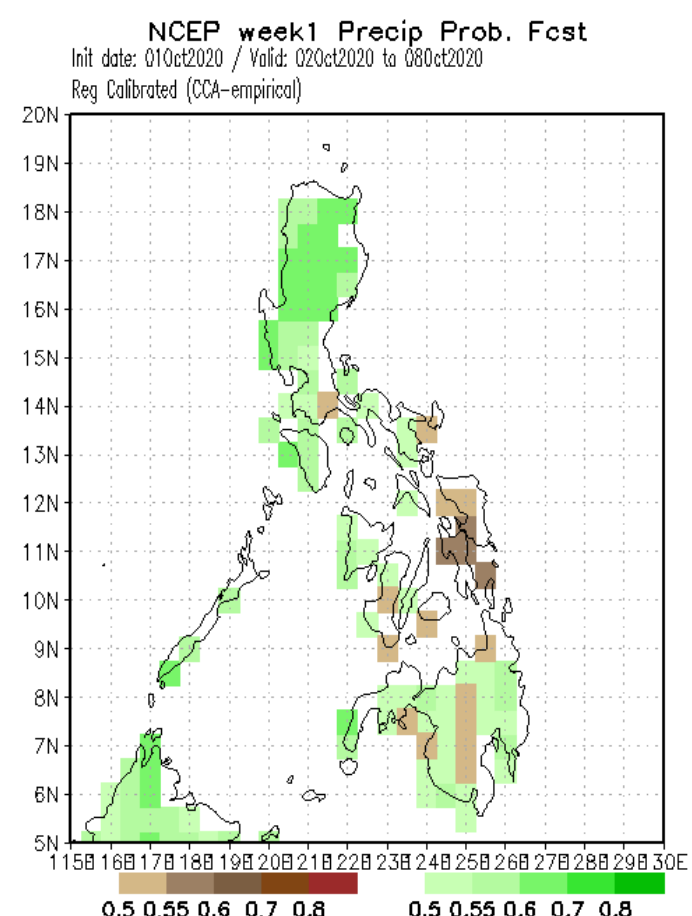 NCEP week1 Precip Prob. Fcst
Init date: 01Oct2020 / Valid: 02Oct2020 to 08Oct2020
Reg Calibrated (CCA-empirical)
20N
19N
18N
17N
16N
15N
14N
13N
12N
11N
10N
9N
8N
7N
6N
5N
115E 116E 117E 118E 119E 120E 121E 122E 123E 124E 125E 126E 127E 128E 129E 130E
0.5 0.55 0.6 0.7 0.8 0.5 0.55 0.6 0.7 0.8